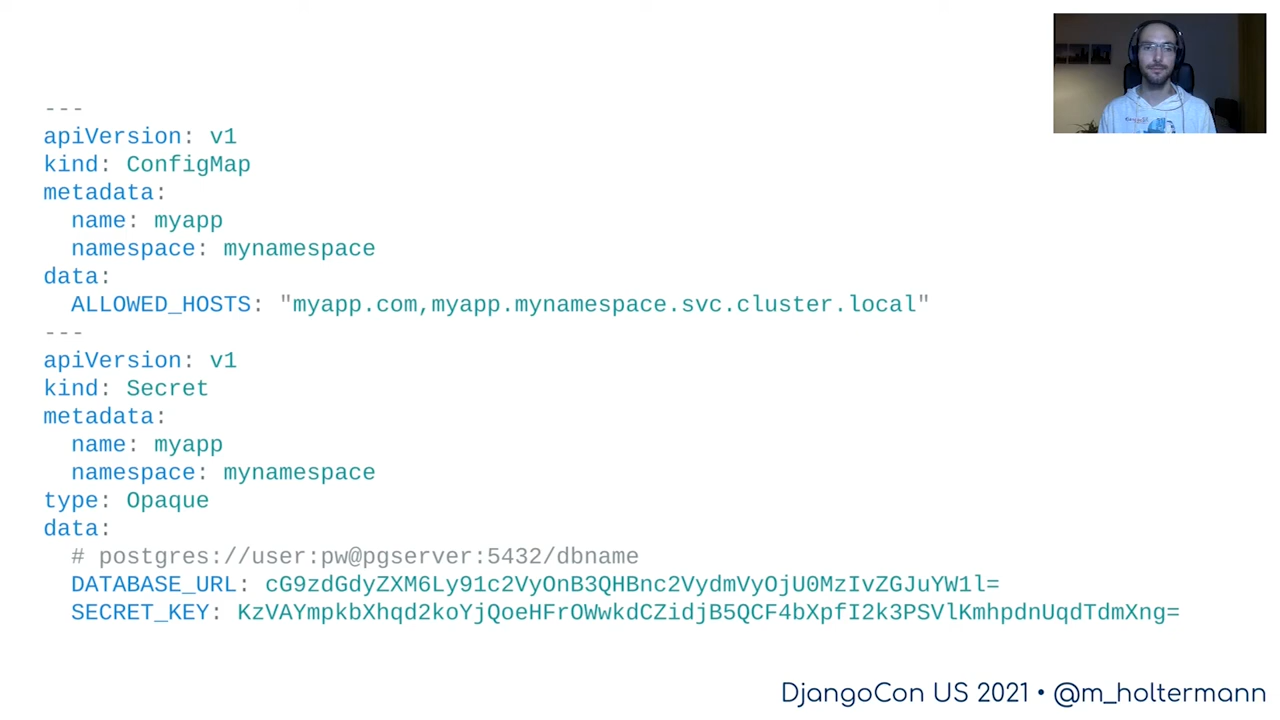 ---
apiVersion: v1
kind: ConfigMap
metadata:
  name: myapp
  namespace: mynamespace
data:
  ALLOWED_HOSTS: "myapp.com,myapp.mynamespace.svc.cluster.local"
---
apiVersion: v1
kind: Secret
metadata:
  name: myapp
  namespace: mynamespace
type: Opaque
data:
  # postgres://user:pw@pgserver:5432/dbname
  DATABASE_URL: cG9zdGdyZXM6Ly91c2VyOnB3QHBnc2VydmVyOjU0MzIvZGJuYW1l=
  SECRET_KEY: KzVAYmpkbXhqd2koYjQoeHFrOWwkdCZidjB5QCF4bXpfI2k3PSVlKmhpdnUqdTdmXng=
DjangoCon US 2021 • @m_holtermann